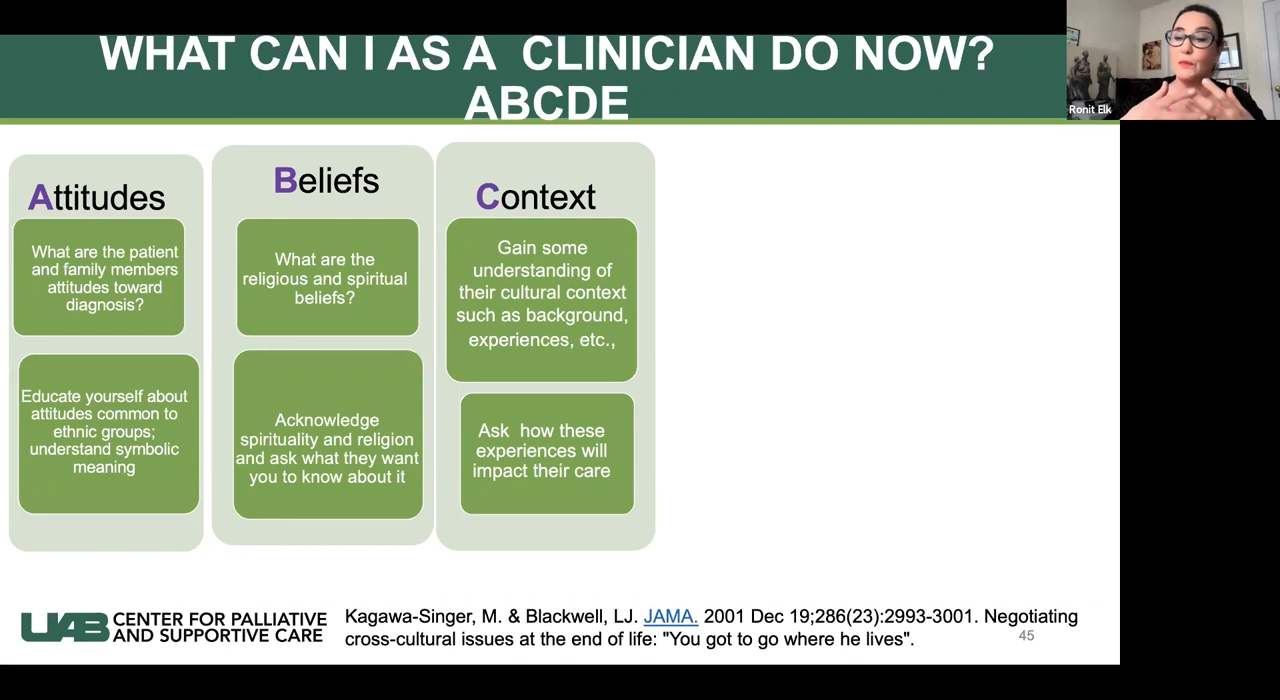 WHAT CAN I AS A CLINICIAN DO NOW?
ABCDE
Ronit Elk
Attitudes
What are the patient
and family members
attitudes toward
diagnosis?
Educate yourself about
attitudes common to
ethnic groups;
understand symbolic
meaning
Beliefs
What are the
religious and spiritual
beliefs?
Acknowledge
spirituality and religion
and ask what they want
you to know about it
Context
Gain some
understanding of
their cultural context
such as background,
experiences, etc.,
Ask how these
experiences will
impact their care
UAB CENTER FOR PALLIATIVE
AND SUPPORTIVE CARE
Kagawa-Singer, M. & Blackwell, LJ. JAMA. 2001 Dec 19;286(23):2993-3001. Negotiating
cross-cultural issues at the end of life: "You got to go where he lives".
45